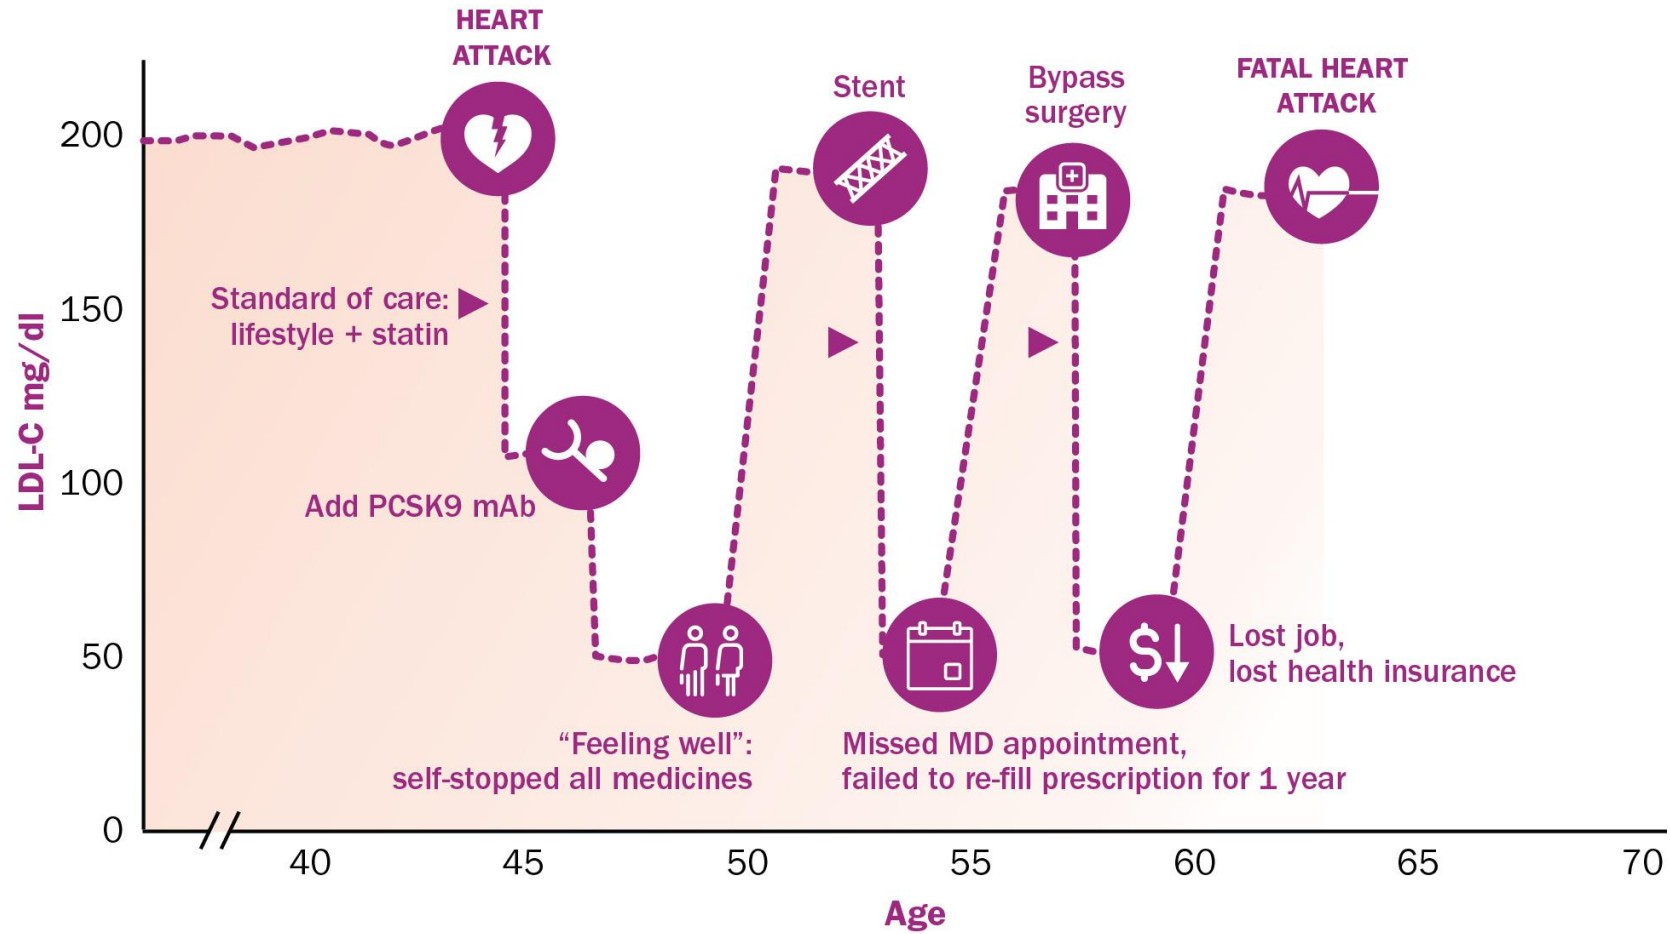 HEART
ATTACK
Stent
Bypass
surgery
FATAL HEART
ATTACK
LDL-C mg/dl
200
150
100
50
0
Standard of care:
lifestyle + statin
Add PCSK9 mAb
“Feeling well”:
self-stopped all medicines
Missed MD appointment,
failed to re-fill prescription for 1 year
$
Lost job,
lost health insurance
40 45 50 55 60 65 70
Age